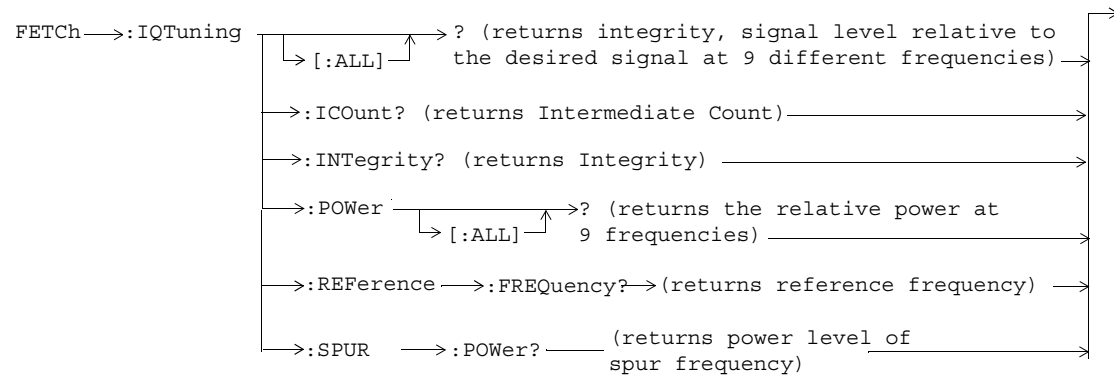 FETCh :IQTuning ? (returns integrity, signal level relative to
[:ALL] the desired signal at 9 different frequencies)
:ICOunt? (returns Intermediate Count)
:INTegrity? (returns Integrity)
:POWer ? (returns the relative power at
[:ALL] 9 frequencies)
:REFerence :FREQuency? (returns reference frequency)
:SPUR :POWer? (returns power level of
spur frequency)